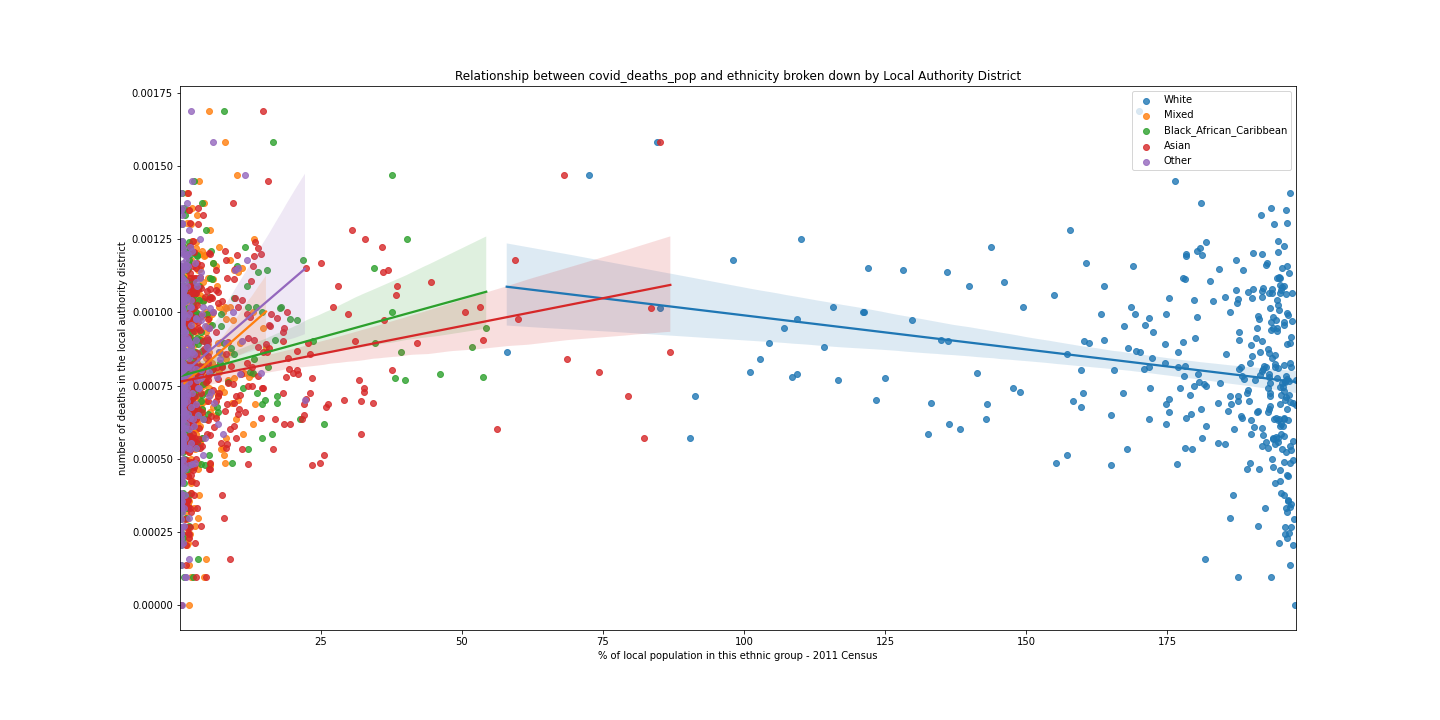 Relationship between covid_deaths_pop and ethnicity broken down by Local Authority District
0.00175
0.00150
0.00125
0.00100
0.00075
0.00050
0.00025
0.00000
number of deaths in the local authority district
White
Mixed
Black_African_Caribbean
Asian
Other
25
50
75
100
125
150
175
% of local population in this ethnic group - 2011 Census